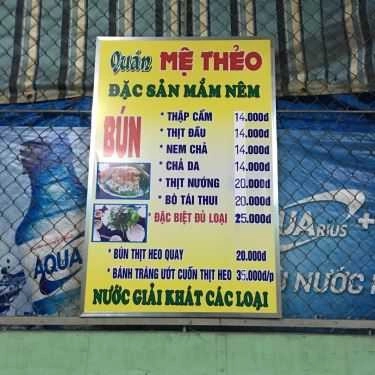 Quán MỆ THẢO
ĐẶC SẢN MẮM NÊM
BÚN
* THẬP CẨM 14.000đ
* THỊT ĐẦU 14.000đ
* NEM CHẢ 14.000đ
* CHẢ DA 14.000đ
* THỊT NƯỚNG 20.000đ
* BÒ TÁI THUI 20.000đ
* ĐẶC BIỆT ĐỦ LOẠI 25.000đ
* BÚN THỊT HEO QUAY 20.000đ
* BÁNH TRÁNG ƯỚT CUỐN THỊT HEO 35.000đ/p
NƯỚC GIẢI KHÁT CÁC LOẠI
AQUA
NƯỚC